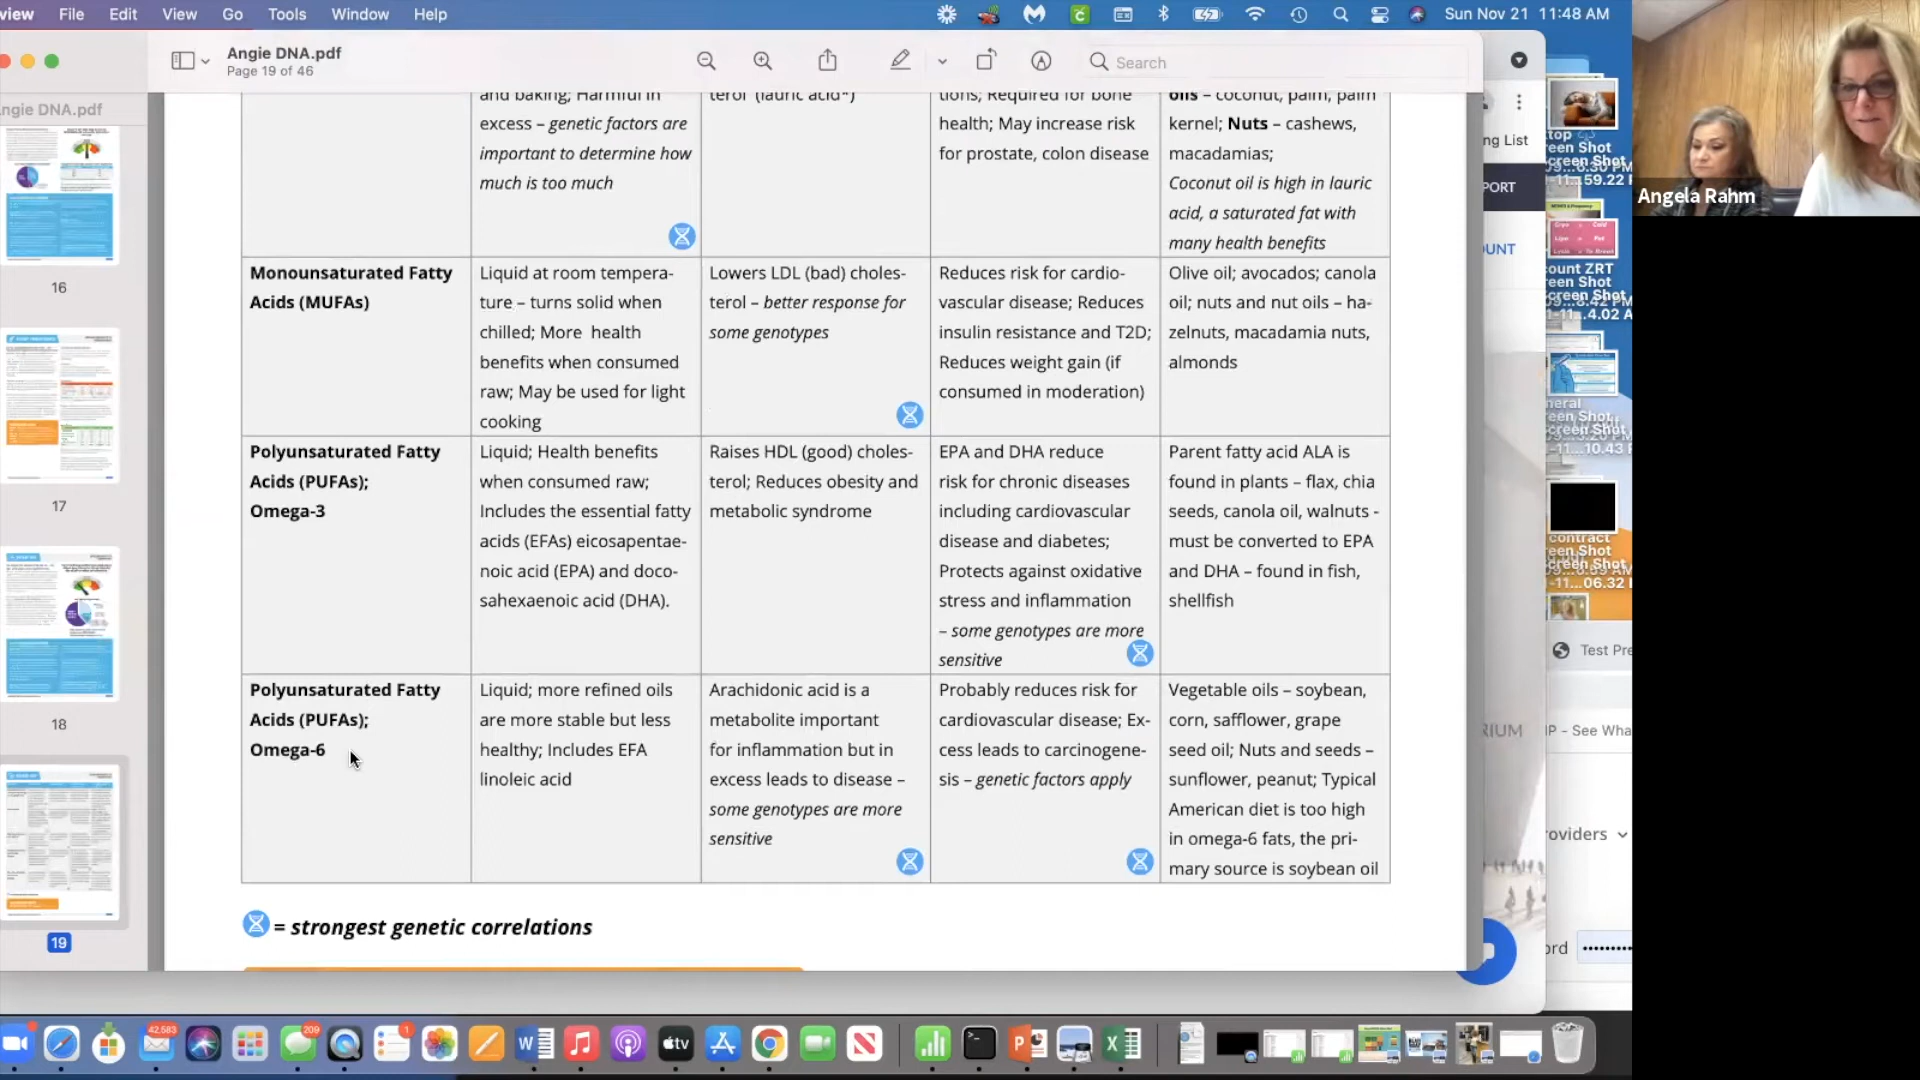 view File Edit View Go Tools Window Help
Sun Nov 21 11:48 AM
Angie DNA.pdf
Page 19 of 46
Search
ngie DNA.pdf
16
17
18
19
and baking; Harmful in
excess – genetic factors are
important to determine how
much is too much
terol (lauric acid*)
tions; Required for bone
health; May increase risk
for prostate, colon disease
oils – coconut, palm, palm
kernel; Nuts – cashews,
macadamias;
Coconut oil is high in lauric
acid, a saturated fat with
many health benefits
Monounsaturated Fatty
Acids (MUFAs)
Liquid at room tempera-
ture – turns solid when
chilled; More health
benefits when consumed
raw; May be used for light
cooking
Lowers LDL (bad) choles-
terol – better response for
some genotypes
Reduces risk for cardio-
vascular disease; Reduces
insulin resistance and T2D;
Reduces weight gain (if
consumed in moderation)
Olive oil; avocados; canola
oil; nuts and nut oils – ha-
zelnuts, macadamia nuts,
almonds
Polyunsaturated Fatty
Acids (PUFAs);
Omega-3
Liquid; Health benefits
when consumed raw;
Includes the essential fatty
acids (EFAs) eicosapentae-
noic acid (EPA) and doco-
sahexaenoic acid (DHA).
Raises HDL (good) choles-
terol; Reduces obesity and
metabolic syndrome
EPA and DHA reduce
risk for chronic diseases
including cardiovascular
disease and diabetes;
Protects against oxidative
stress and inflammation
– some genotypes are more
sensitive
Parent fatty acid ALA is
found in plants – flax, chia
seeds, canola oil, walnuts -
must be converted to EPA
and DHA – found in fish,
shellfish
Polyunsaturated Fatty
Acids (PUFAs);
Omega-6
Liquid; more refined oils
are more stable but less
healthy; Includes EFA
linoleic acid
Arachidonic acid is a
metabolite important
for inflammation but in
excess leads to disease –
some genotypes are more
sensitive
Probably reduces risk for
cardiovascular disease; Ex-
cess leads to carcinogene-
sis – genetic factors apply
Vegetable oils – soybean,
corn, safflower, grape
seed oil; Nuts and seeds –
sunflower, peanut; Typical
American diet is too high
in omega-6 fats, the pri-
mary source is soybean oil
= strongest genetic correlations
ng List
PORT
OUNT
RIUM
P - See Wha
Test Pre
roviders
ord
count ZRT
contract
Angela Rahm
42,583
209
1
tv